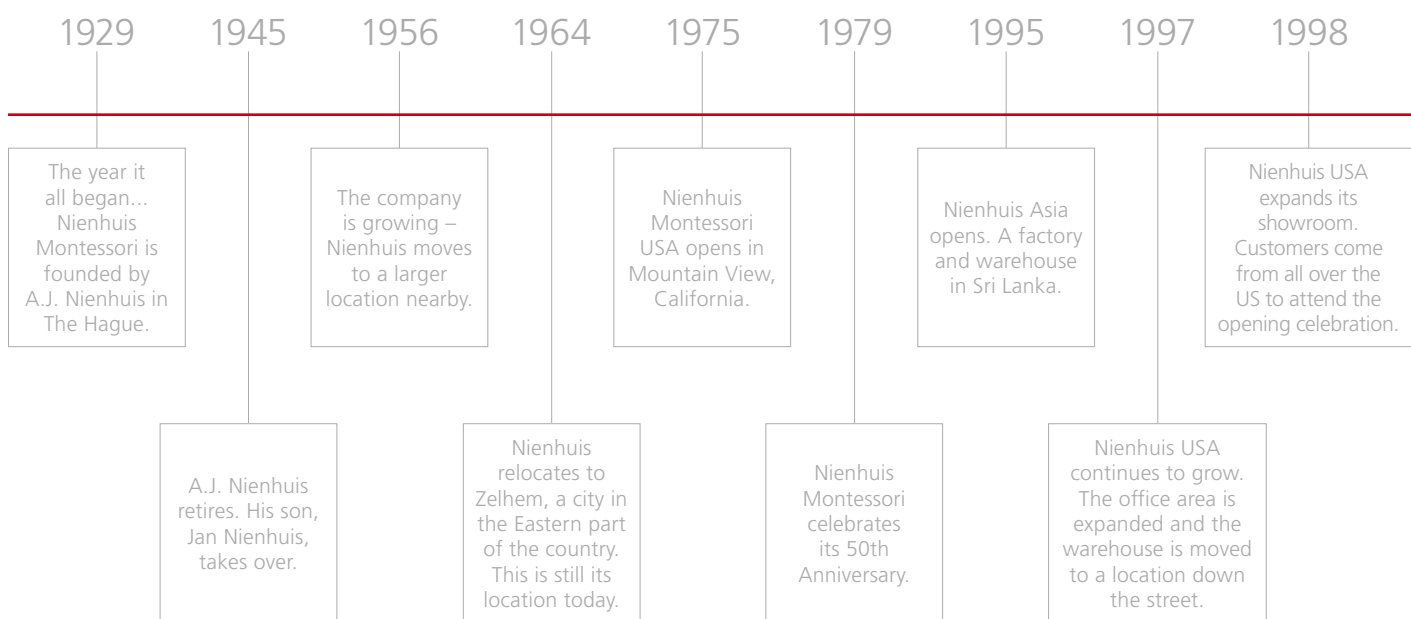 1929 1945 1956 1964 1975 1979 1995 1997 1998
The year it
all began...
Nienhuis
Montessori is
founded by
A.J. Nienhuis in
The Hague.
The company
is growing –
Nienhuis moves
to a larger
location nearby.
Nienhuis
Montessori
USA opens in
Mountain View,
California.
Nienhuis Asia
opens. A factory
and warehouse
in Sri Lanka.
Nienhuis USA
expands its
showroom.
Customers come
from all over the
US to attend the
opening celebration.
A.J. Nienhuis
retires. His son,
Jan Nienhuis,
takes over.
Nienhuis
relocates to
Zelhem, a city in
the Eastern part
of the country.
This is still its
location today.
Nienhuis
Montessori
celebrates
its 50th
Anniversary.
Nienhuis USA
continues to grow.
The office area is
expanded and the
warehouse is moved
to a location down
the street.